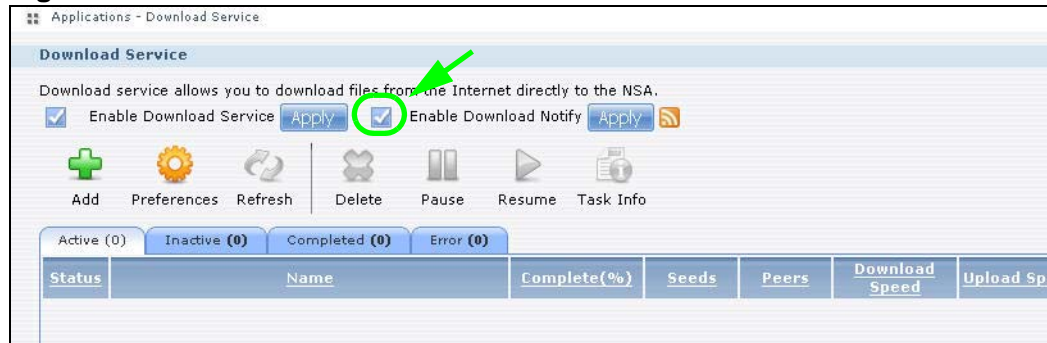 Applications - Download Service
Download Service
Download service allows you to download files from the Internet directly to the NSA.
Enable Download Service Apply Enable Download Notify Apply
Add Preferences Refresh Delete Pause Resume Task Info
Active (0) Inactive (0) Completed (0) Error (0)
Status Name Complete(%) Seeds Peers Download Speed Upload Sp